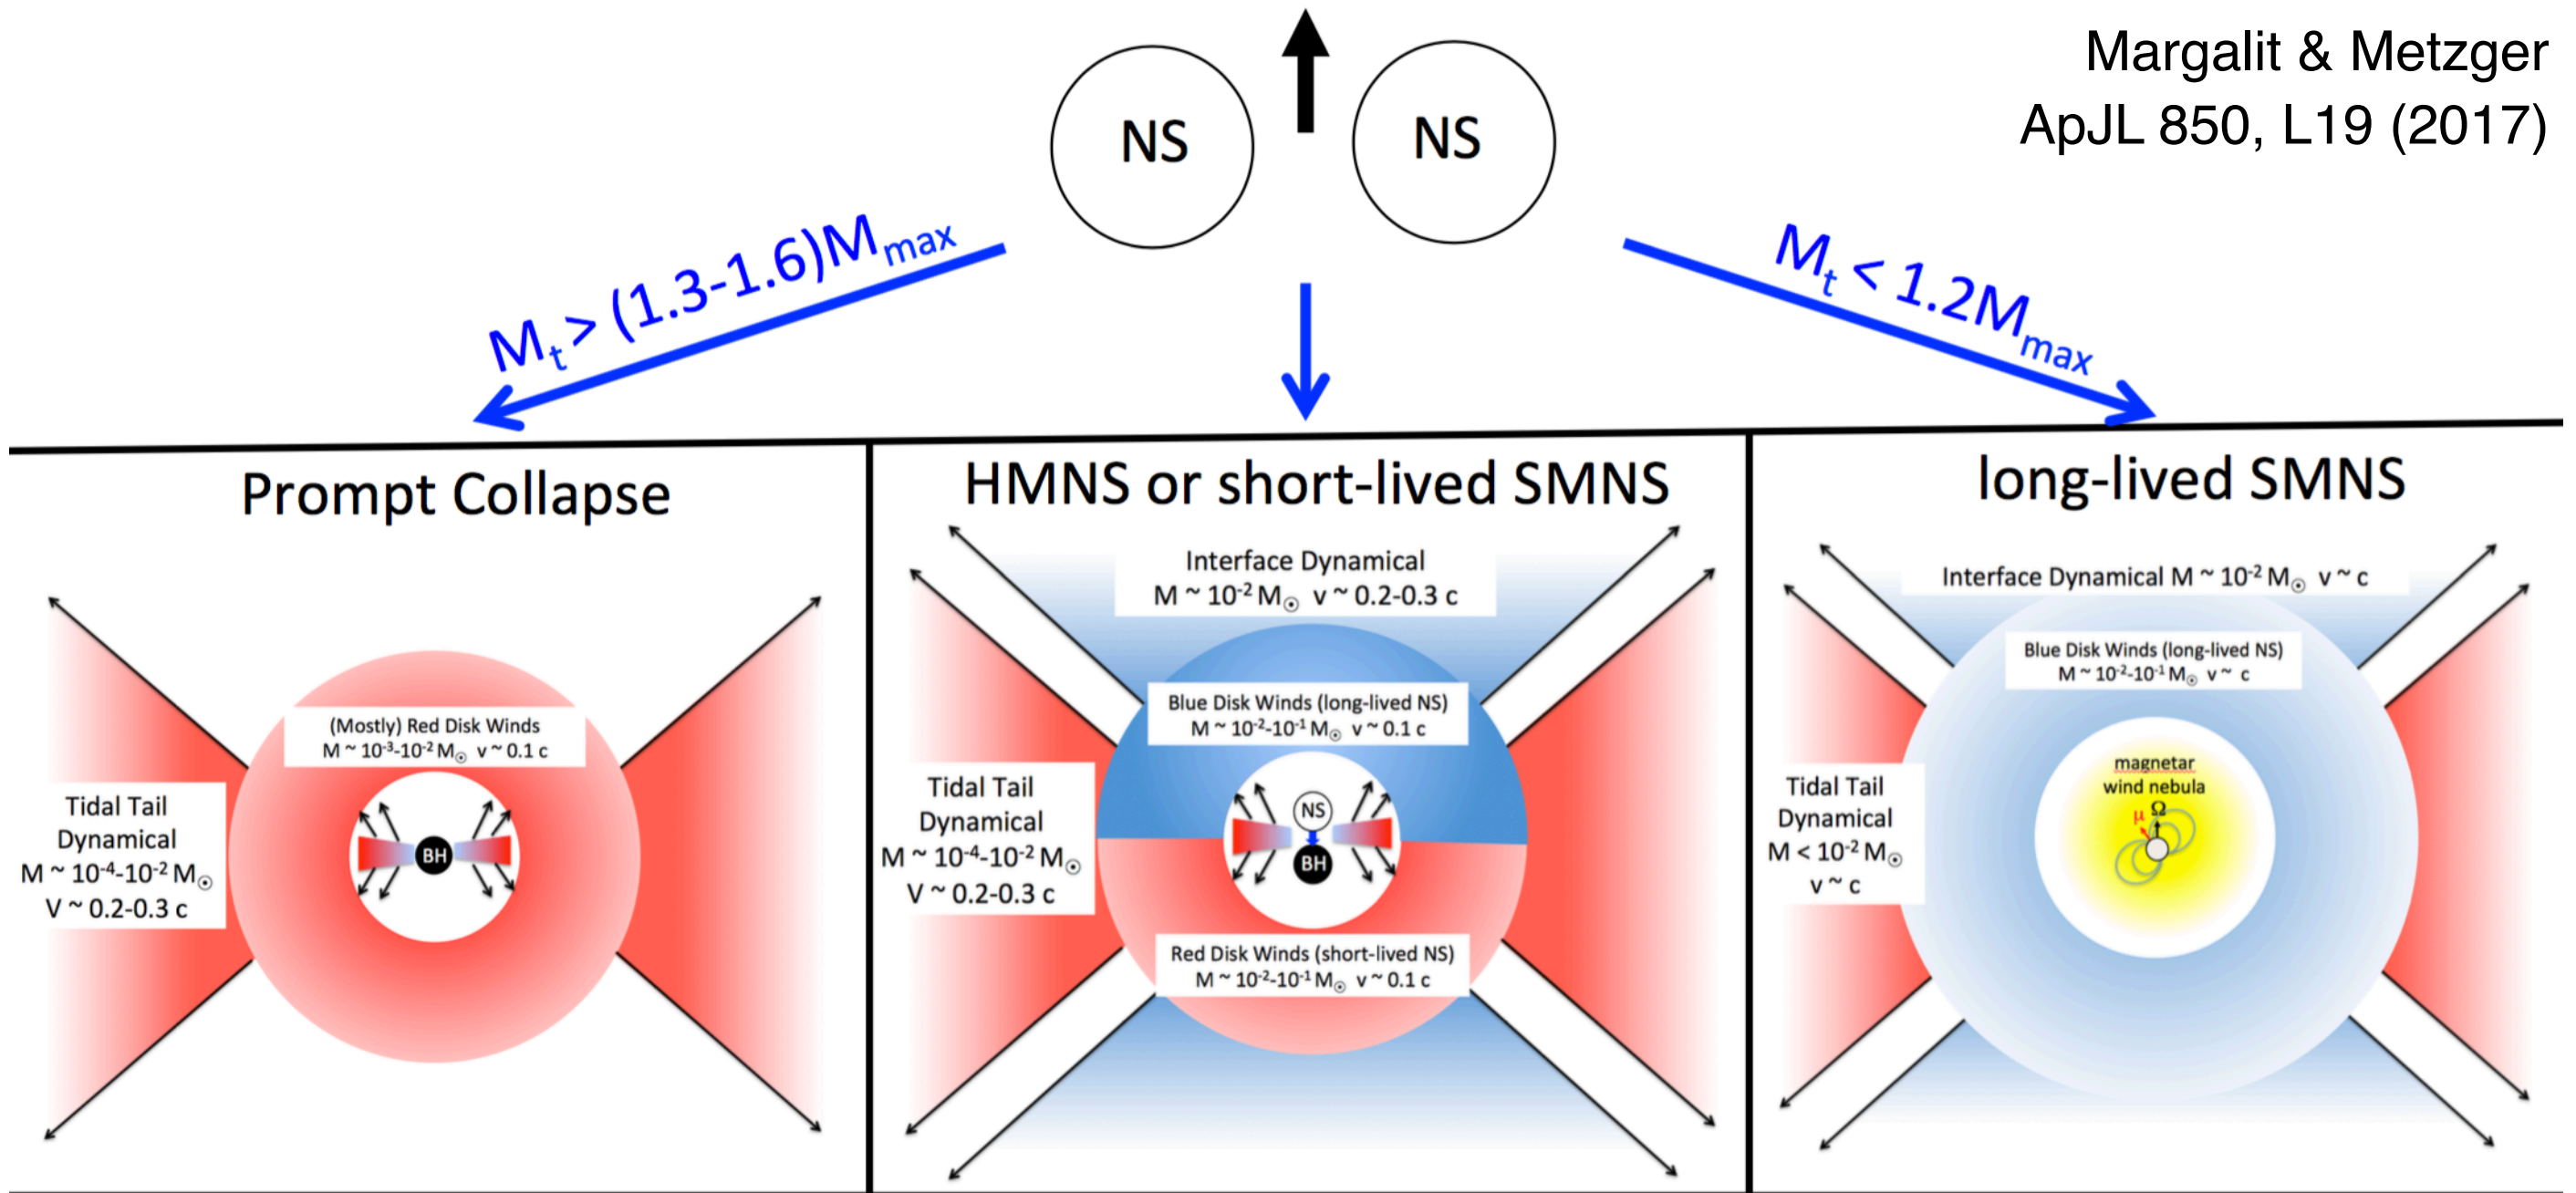 Margalit & Metzger
ApJL 850, L19 (2017)
NS
NS
Mt > (1.3-1.6)Mmax
Mt < 1.2Mmax
Prompt Collapse
(Mostly) Red Disk Winds
M ~ 10⁻³-10⁻² M☉ v ~ 0.1 c
Tidal Tail
Dynamical
M ~ 10⁻⁴-10⁻² M☉
V ~ 0.2-0.3 c
BH
HMNS or short-lived SMNS
Interface Dynamical
M ~ 10⁻² M☉ v ~ 0.2-0.3 c
Blue Disk Winds (long-lived NS)
M ~ 10⁻²-10⁻¹ M☉ v ~ 0.1 c
Tidal Tail
Dynamical
M ~ 10⁻⁴-10⁻² M☉
V ~ 0.2-0.3 c
NS
BH
Red Disk Winds (short-lived NS)
M ~ 10⁻²-10⁻¹ M☉ v ~ 0.1 c
long-lived SMNS
Interface Dynamical M ~ 10⁻² M☉ v ~ c
Blue Disk Winds (long-lived NS)
M ~ 10⁻²-10⁻¹ M☉ v ~ c
Tidal Tail
Dynamical
M < 10⁻² M☉
v ~ c
magnetar
wind nebula
μ Ω